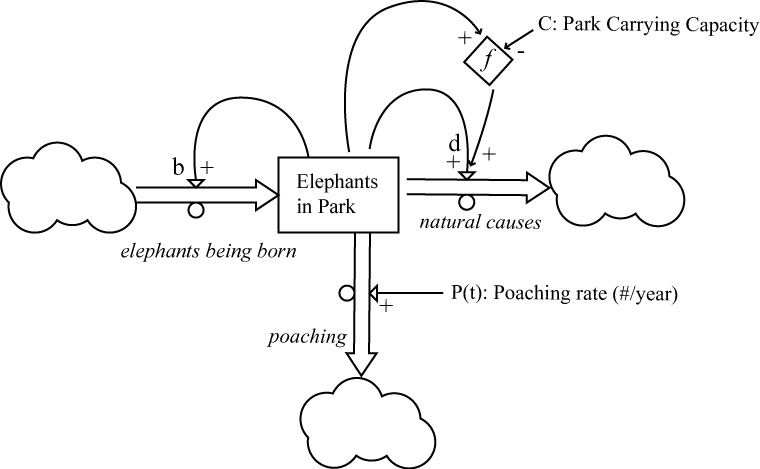 C: Park Carrying Capacity
+
-
f
d
b
+
+
+
Elephants
in Park
natural causes
elephants being born
P(t): Poaching rate (#/year)
+
poaching